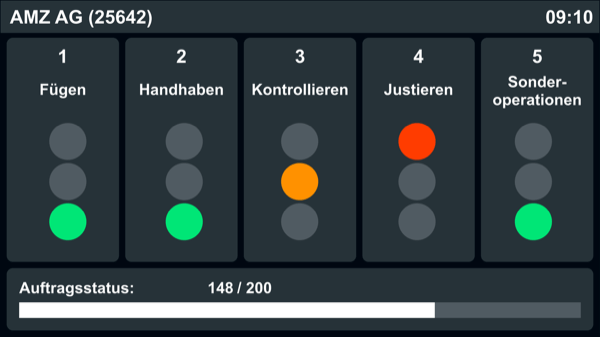 AMZ AG (25642)
09:10
1
Fügen
2
Handhaben
3
Kontrollieren
4
Justieren
5
Sonder-
operationen
Auftragsstatus: 148 / 200